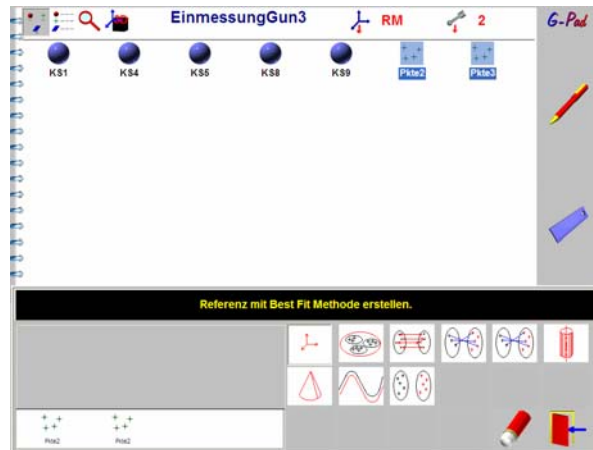 EinmessungGun3 RM 2 G-Pad
KS1 KS4 KS5 KS8 KS9 Pkte2 Pkte3
Referenz mit Best Fit Methode erstellen.
Pkte2 Pkte2